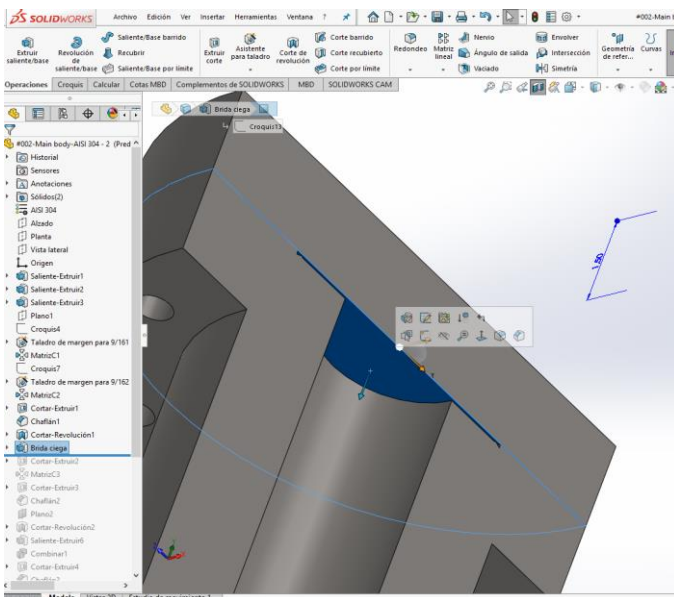 SOLIDWORKS Archivo Edición Ver Insertar Herramientas Ventana ? #002-Main
Extruir saliente/base
Revolución de saliente/base
Saliente/Base barrido
Recubrir
Saliente/Base por límite
Extruir corte
Asistente para taladro
Corte de revolución
Corte barrido
Corte recubierto
Corte por límite
Redondeo
Matriz lineal
Nervio
Ángulo de salida
Vaciado
Envolver
Intersección
Simetría
Geometría de refer...
Curvas
Operaciones Croquis Calcular Cotas MBD Complementos de SOLIDWORKS MBD SOLIDWORKS CAM
Brida ciega
Croquis13
#002-Main body-AISI 304 - 2 (Pred
Historial
Sensores
Anotaciones
Sólidos(2)
AISI 304
Alzado
Planta
Vista lateral
Origen
Saliente-Extruir1
Saliente-Extruir2
Saliente-Extruir3
Plano1
Croquis4
Taladro de margen para 9/161
MatrizC1
Croquis7
Taladro de margen para 9/162
MatrizC2
Cortar-Extruir1
Chaflán1
Cortar-Revolución1
Brida ciega
Cortar-Extruir2
MatrizC3
Cortar-Extruir3
Chaflán2
Plano2
Cortar-Revolución2
Saliente-Extruir6
Combinar1
Cortar-Extruir4